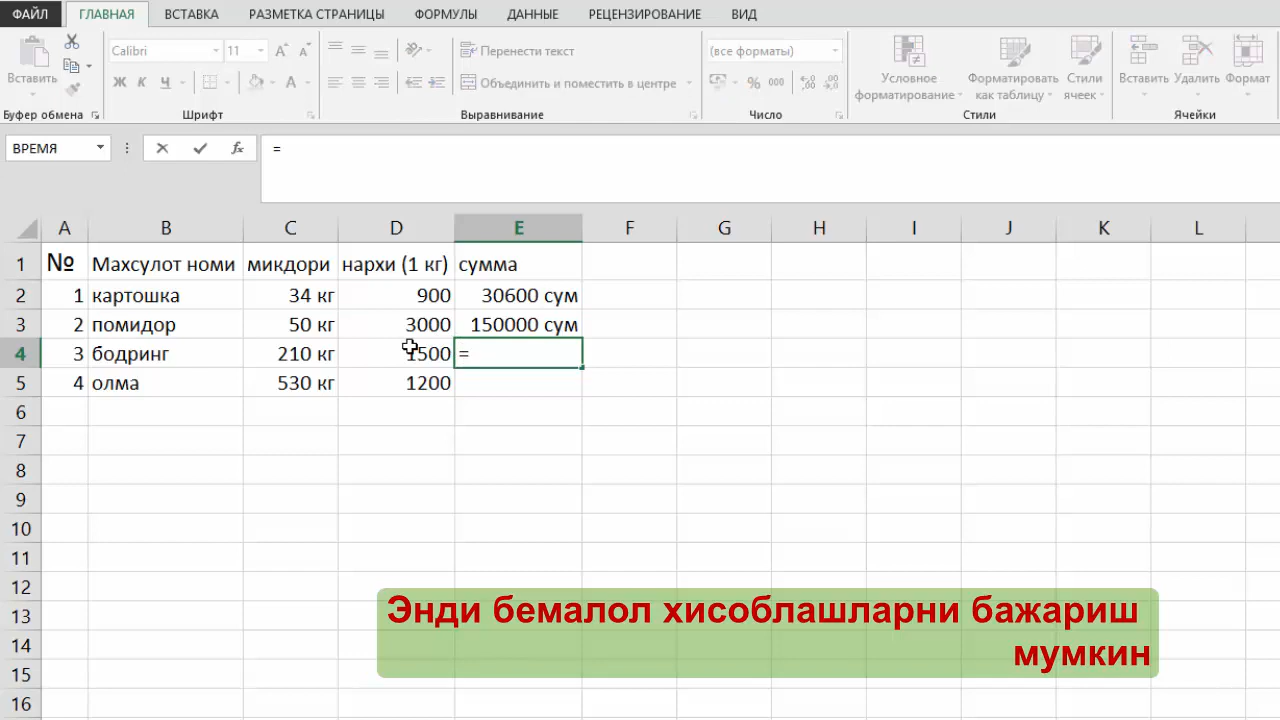 ФАЙЛ ГЛАВНАЯ ВСТАВКА РАЗМЕТКА СТРАНИЦЫ ФОРМУЛЫ ДАННЫЕ РЕЦЕНЗИРОВАНИЕ ВИД
Вставить
Буфер обмена
Calibri 11
Ж К Ч
Шрифт
Перенести текст
Объединить и поместить в центре
Выравнивание
(все форматы)
% 000
Число
Условное форматирование
Форматировать как таблицу
Стили ячеек
Стили
Вставить Удалить Формат
Ячейки
ВРЕМЯ fx =
A B C D E F G H I J K L
1 № Махсулот номи микдори нархи (1 кг) сумма
2 1 картошка 34 кг 900 30600 сум
3 2 помидор 50 кг 3000 150000 сум
4 3 бодринг 210 кг 1500 =
5 4 олма 530 кг 1200
6
7
8
9
10
11
12
13
14
15
16
Энди бемалол хисоблашларни бажариш
мумкин